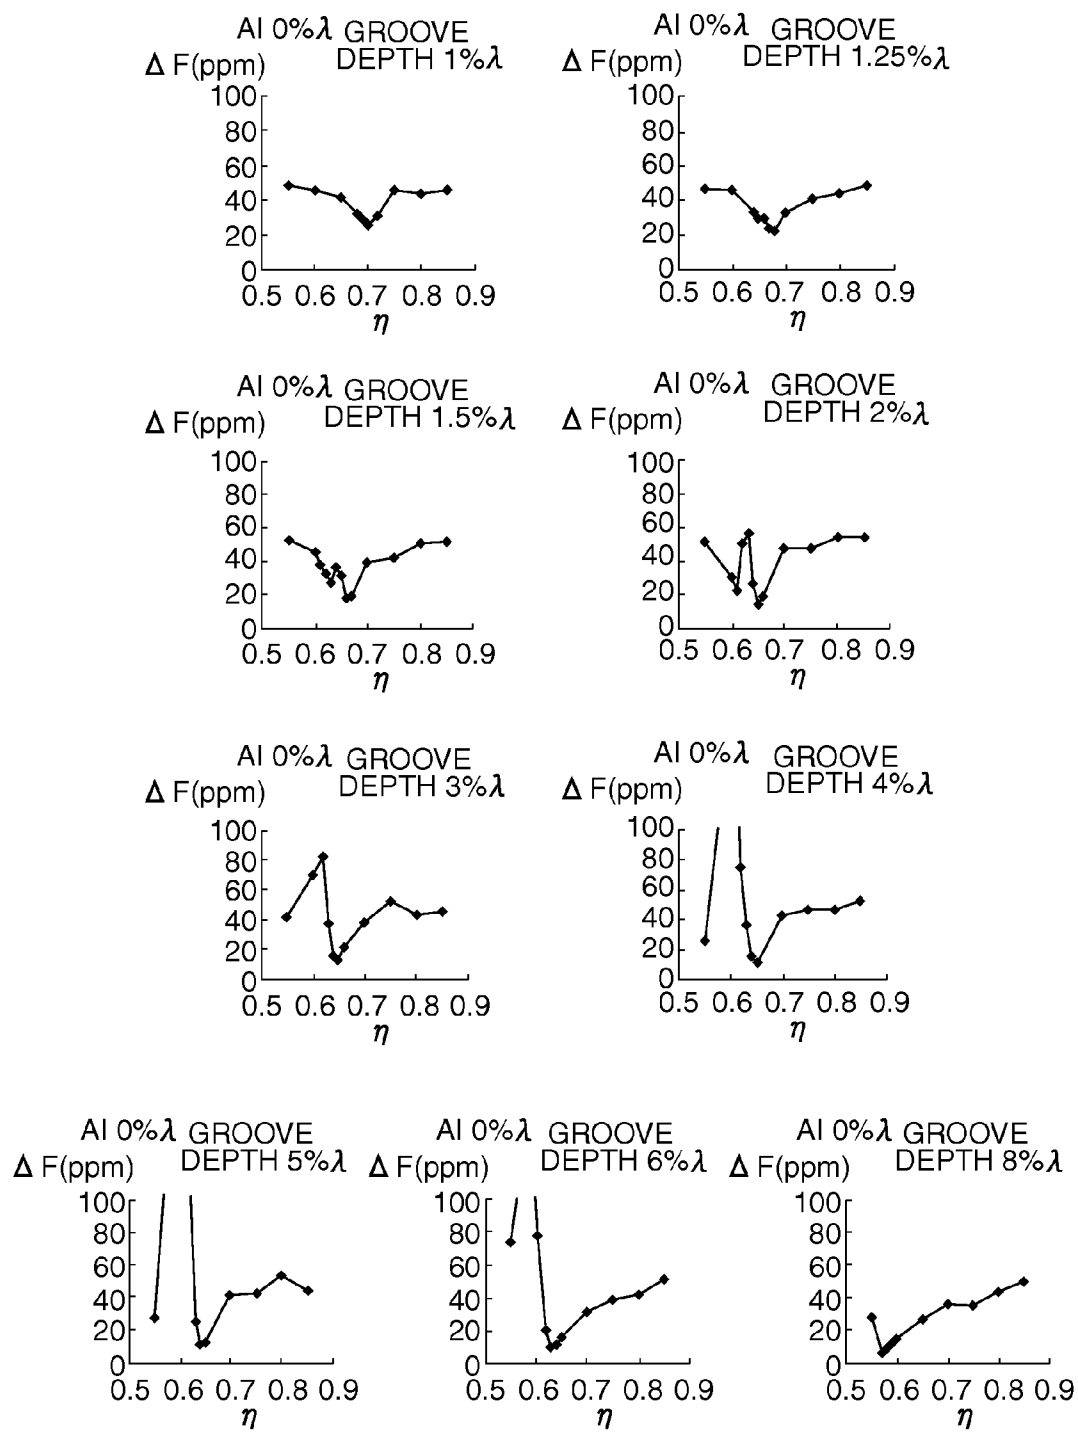 Al 0%λ GROOVE
DEPTH 1%λ
Δ F(ppm)
100
80
60
40
20
0
0.5 0.6 0.7 0.8 0.9
η
Al 0%λ GROOVE
DEPTH 1.25%λ
Δ F(ppm)
100
80
60
40
20
0
0.5 0.6 0.7 0.8 0.9
η
Al 0%λ GROOVE
DEPTH 1.5%λ
Δ F(ppm)
100
80
60
40
20
0
0.5 0.6 0.7 0.8 0.9
η
Al 0%λ GROOVE
DEPTH 2%λ
Δ F(ppm)
100
80
60
40
20
0
0.5 0.6 0.7 0.8 0.9
η
Al 0%λ GROOVE
DEPTH 3%λ
Δ F(ppm)
100
80
60
40
20
0
0.5 0.6 0.7 0.8 0.9
η
Al 0%λ GROOVE
DEPTH 4%λ
Δ F(ppm)
100
80
60
40
20
0
0.5 0.6 0.7 0.8 0.9
η
Al 0%λ GROOVE
DEPTH 5%λ
Δ F(ppm)
100
80
60
40
20
0
0.5 0.6 0.7 0.8 0.9
η
Al 0%λ GROOVE
DEPTH 6%λ
Δ F(ppm)
100
80
60
40
20
0
0.5 0.6 0.7 0.8 0.9
η
Al 0%λ GROOVE
DEPTH 8%λ
Δ F(ppm)
100
80
60
40
20
0
0.5 0.6 0.7 0.8 0.9
η